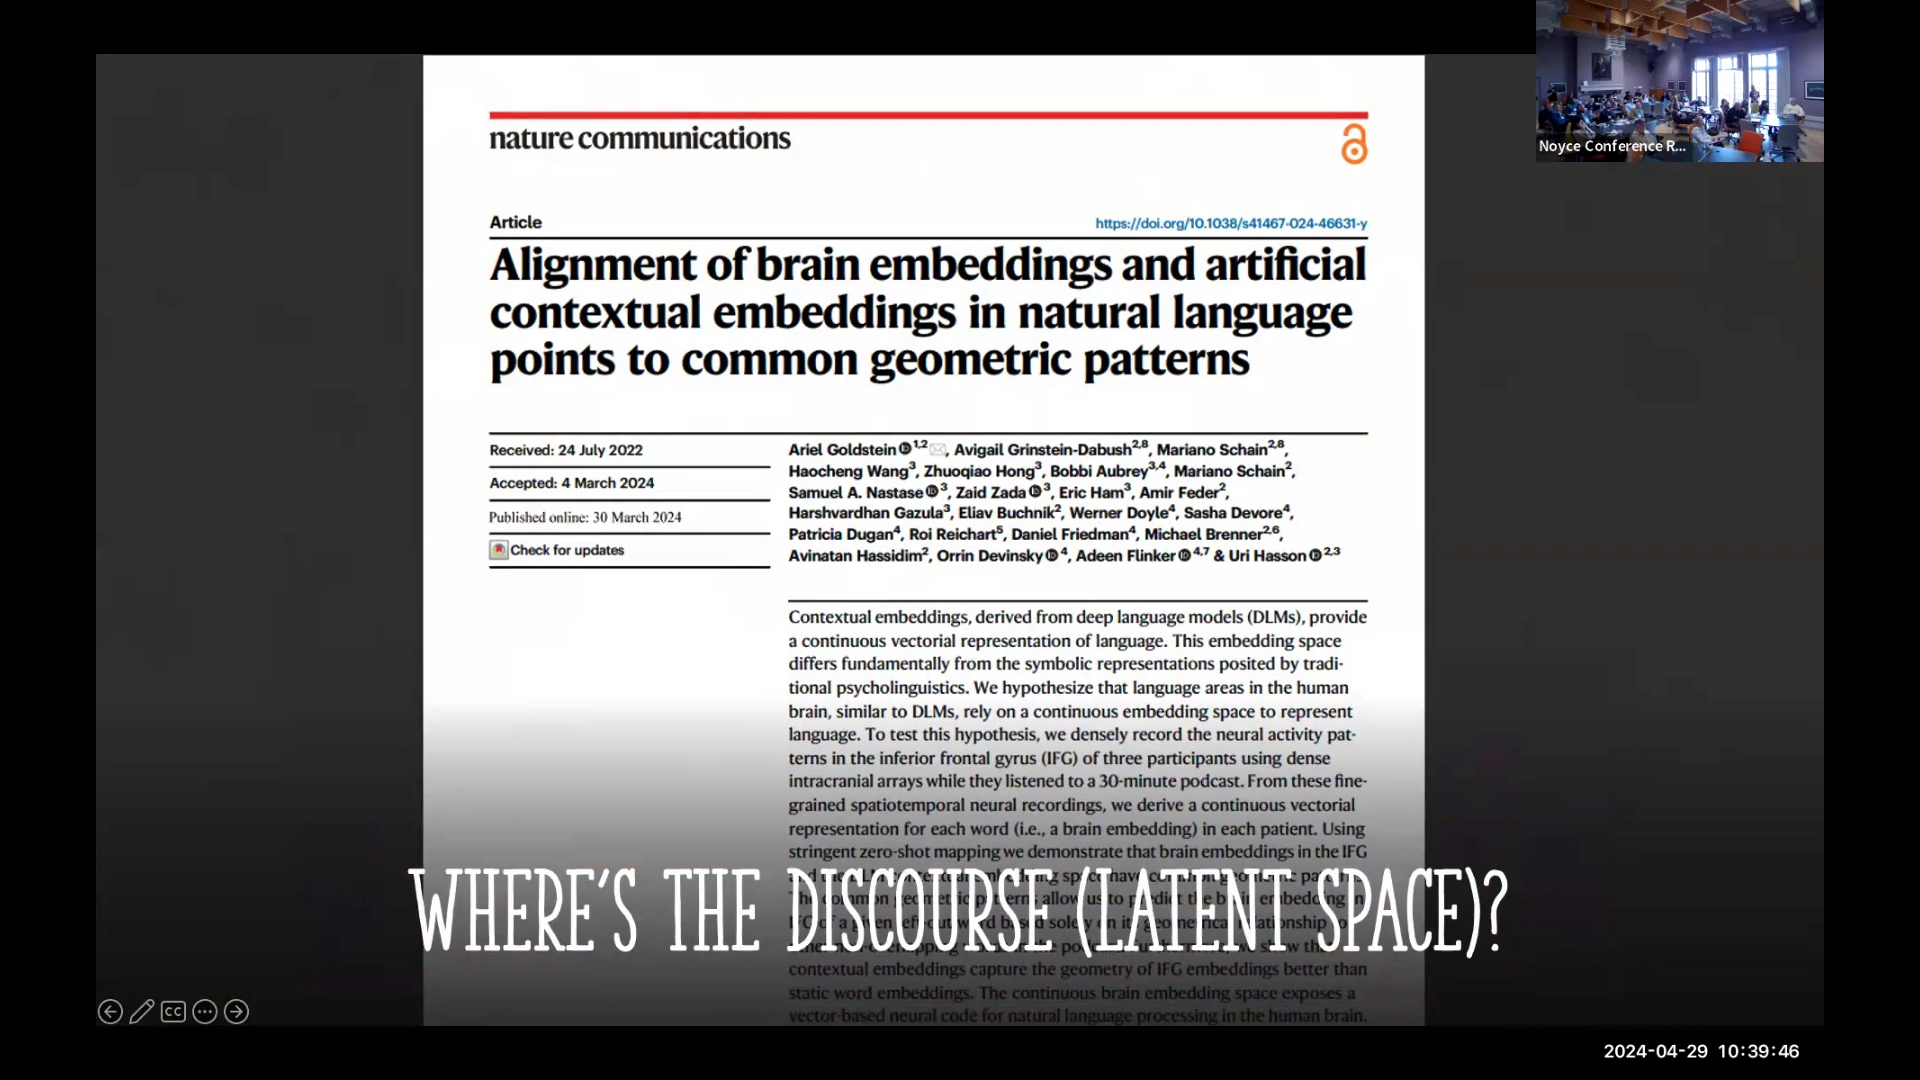 Noyce Conference R...
nature communications
Article
https://doi.org/10.1038/s41467-024-46631-y
Alignment of brain embeddings and artificial
contextual embeddings in natural language
points to common geometric patterns
Received: 24 July 2022
Accepted: 4 March 2024
Published online: 30 March 2024
Check for updates
Ariel Goldstein 1,2, Avigail Grinstein-Dabush2,8, Mariano Schain2,8,
Haocheng Wang3, Zhuoqiao Hong3, Bobbi Aubrey3,4, Mariano Schain2,
Samuel A. Nastase 3, Zaid Zada 3, Eric Ham3, Amir Feder2,
Harshvardhan Gazula3, Eliav Buchnik2, Werner Doyle4, Sasha Devore4,
Patricia Dugan4, Roi Reichart5, Daniel Friedman4, Michael Brenner2,6,
Avinatan Hassidim2, Orrin Devinsky 4, Adeen Flinker 4,7 & Uri Hasson 2,3
Contextual embeddings, derived from deep language models (DLMs), provide
a continuous vectorial representation of language. This embedding space
differs fundamentally from the symbolic representations posited by tradi-
tional psycholinguistics. We hypothesize that language areas in the human
brain, similar to DLMs, rely on a continuous embedding space to represent
language. To test this hypothesis, we densely record the neural activity pat-
terns in the inferior frontal gyrus (IFG) of three participants using dense
intracranial arrays while they listened to a 30-minute podcast. From these fine-
grained spatiotemporal neural recordings, we derive a continuous vectorial
representation for each word (i.e., a brain embedding) in each patient. Using
stringent zero-shot mapping we demonstrate that brain embeddings in the IFG
WHERE'S THE DISCOURSE (LATENT SPACE)?
contextual embeddings capture the geometry of IFG embeddings better than
static word embeddings. The continuous brain embedding space exposes a
vector-based neural code for natural language processing in the human brain.
CC
2024-04-29 10:39:46